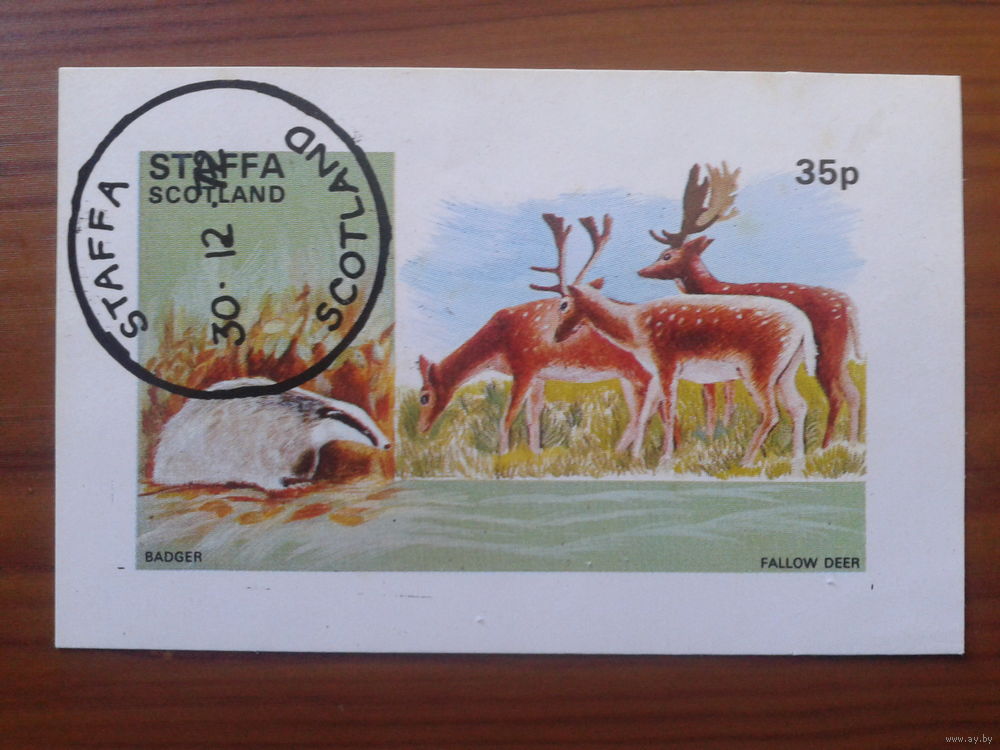 STAFFA
SCOTLAND
35p
STAFFA
SCOTLAND
30. 12
BADGER
FALLOW DEER
www.ay.by